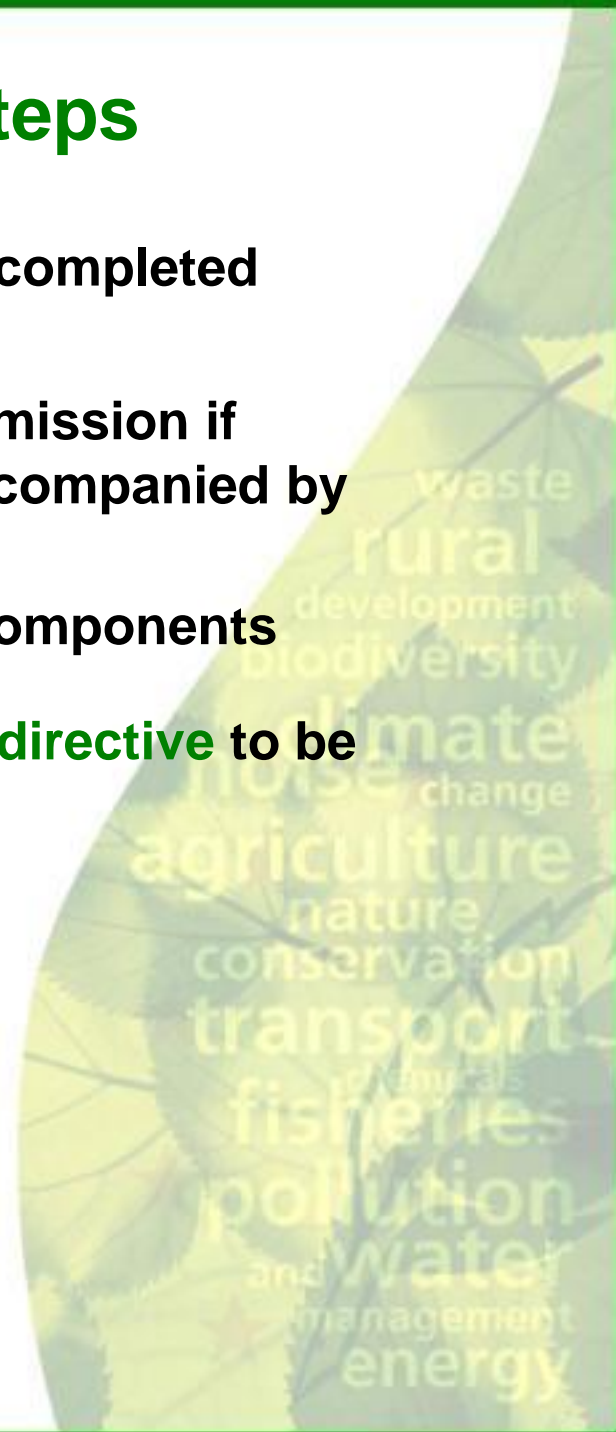 teps
completed
mission if
companied by
omponents
directive to be
waste
rural
development
biodiversity
climate
noise change
agriculture
nature
conservation
transport
chemicals
fisheries
pollution
and water
management
energy